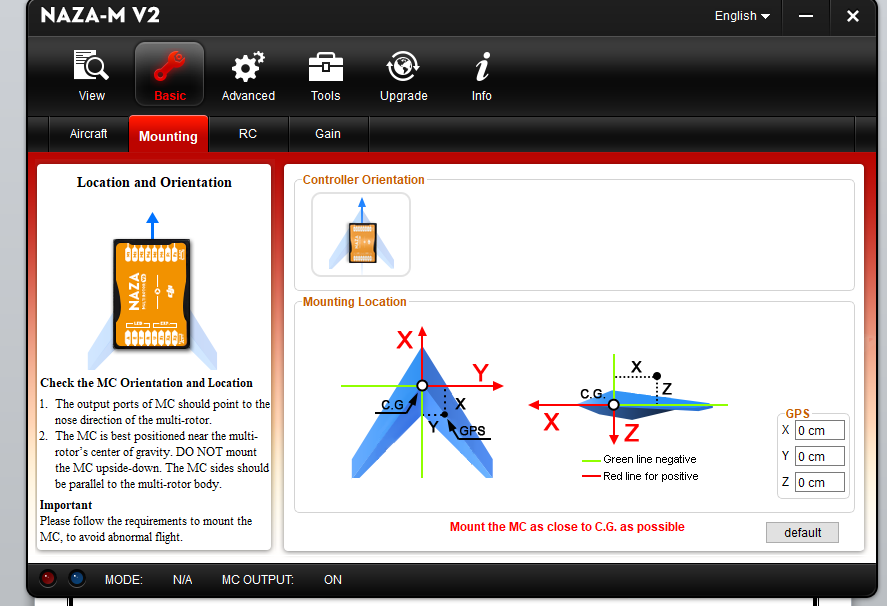 NAZA-M V2
English
View
Basic
Advanced
Tools
Upgrade
Info
Aircraft
Mounting
RC
Gain
Location and Orientation
NAZA
Check the MC Orientation and Location
1. The output ports of MC should point to the
nose direction of the multi-rotor.
2. The MC is best positioned near the multi-
rotor's center of gravity. DO NOT mount
the MC upside-down. The MC sides should
be parallel to the multi-rotor body.
Important
Please follow the requirements to mount the
MC, to avoid abnormal flight.
Controller Orientation
Mounting Location
X
Y
C.G
X
Y
GPS
X
C.G.
Z
X
Z
Green line negative
Red line for positive
GPS
X 0 cm
Y 0 cm
Z 0 cm
Mount the MC as close to C.G. as possible
default
MODE: N/A MC OUTPUT: ON